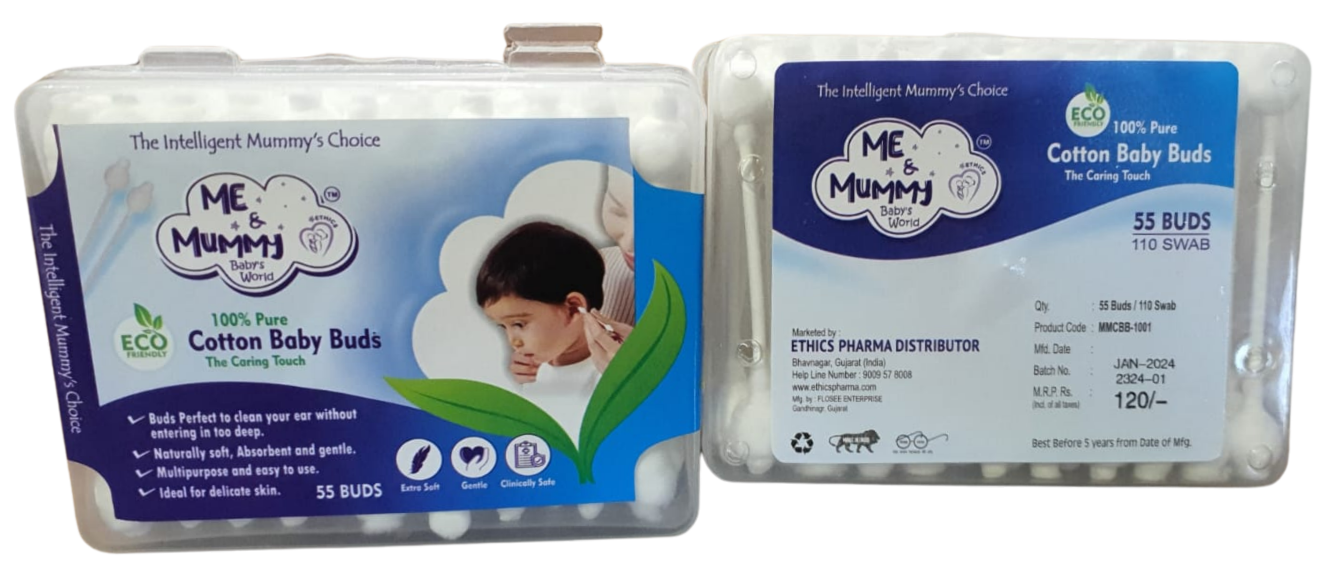 The Intelligent Mummy's Choice
ME
&
MUMMY
TM
ETHICS
Baby's
World
ECO
FRIENDLY
100% Pure
Cotton Baby Buds
The Caring Touch
Buds Perfect to clean your ear without
entering in too deep.
Naturally soft, Absorbent and gentle.
Multipurpose and easy to use.
Ideal for delicate skin.
55 BUDS
Extra Soft
Gentle
Clinically Safe
The Intelligent Mummy's Choice
The Intelligent Mummy's Choice
ME
&
MUMMY
TM
ETHICS
Baby's
World
ECO
FRIENDLY
100% Pure
Cotton Baby Buds
The Caring Touch
55 BUDS
110 SWAB
Marketed by :
ETHICS PHARMA DISTRIBUTOR
Bhavnagar, Gujarat (India)
Help Line Number : 9009 57 8008
www.ethicspharma.com
Mfg. by : FLOSEE ENTERPRISE
Gandhinagr. Gujarat
Qty. : 55 Buds / 110 Swab
Product Code : MMCBB-1001
Mfd. Date : JAN-2024
Batch No. : 2324-01
M.R.P. Rs. : 120/-
(Incl. of all taxes)
MAKE IN INDIA
Best Before 5 years from Date of Mfg.